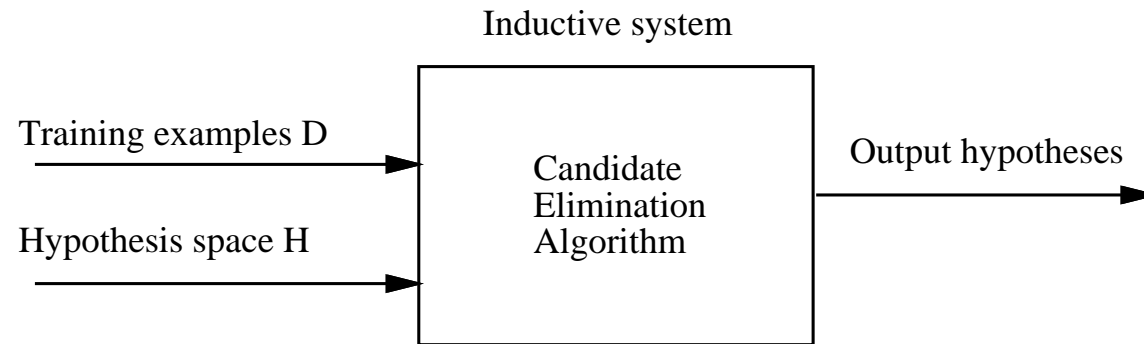 Inductive system
Training examples D
Hypothesis space H
Candidate
Elimination
Algorithm
Output hypotheses